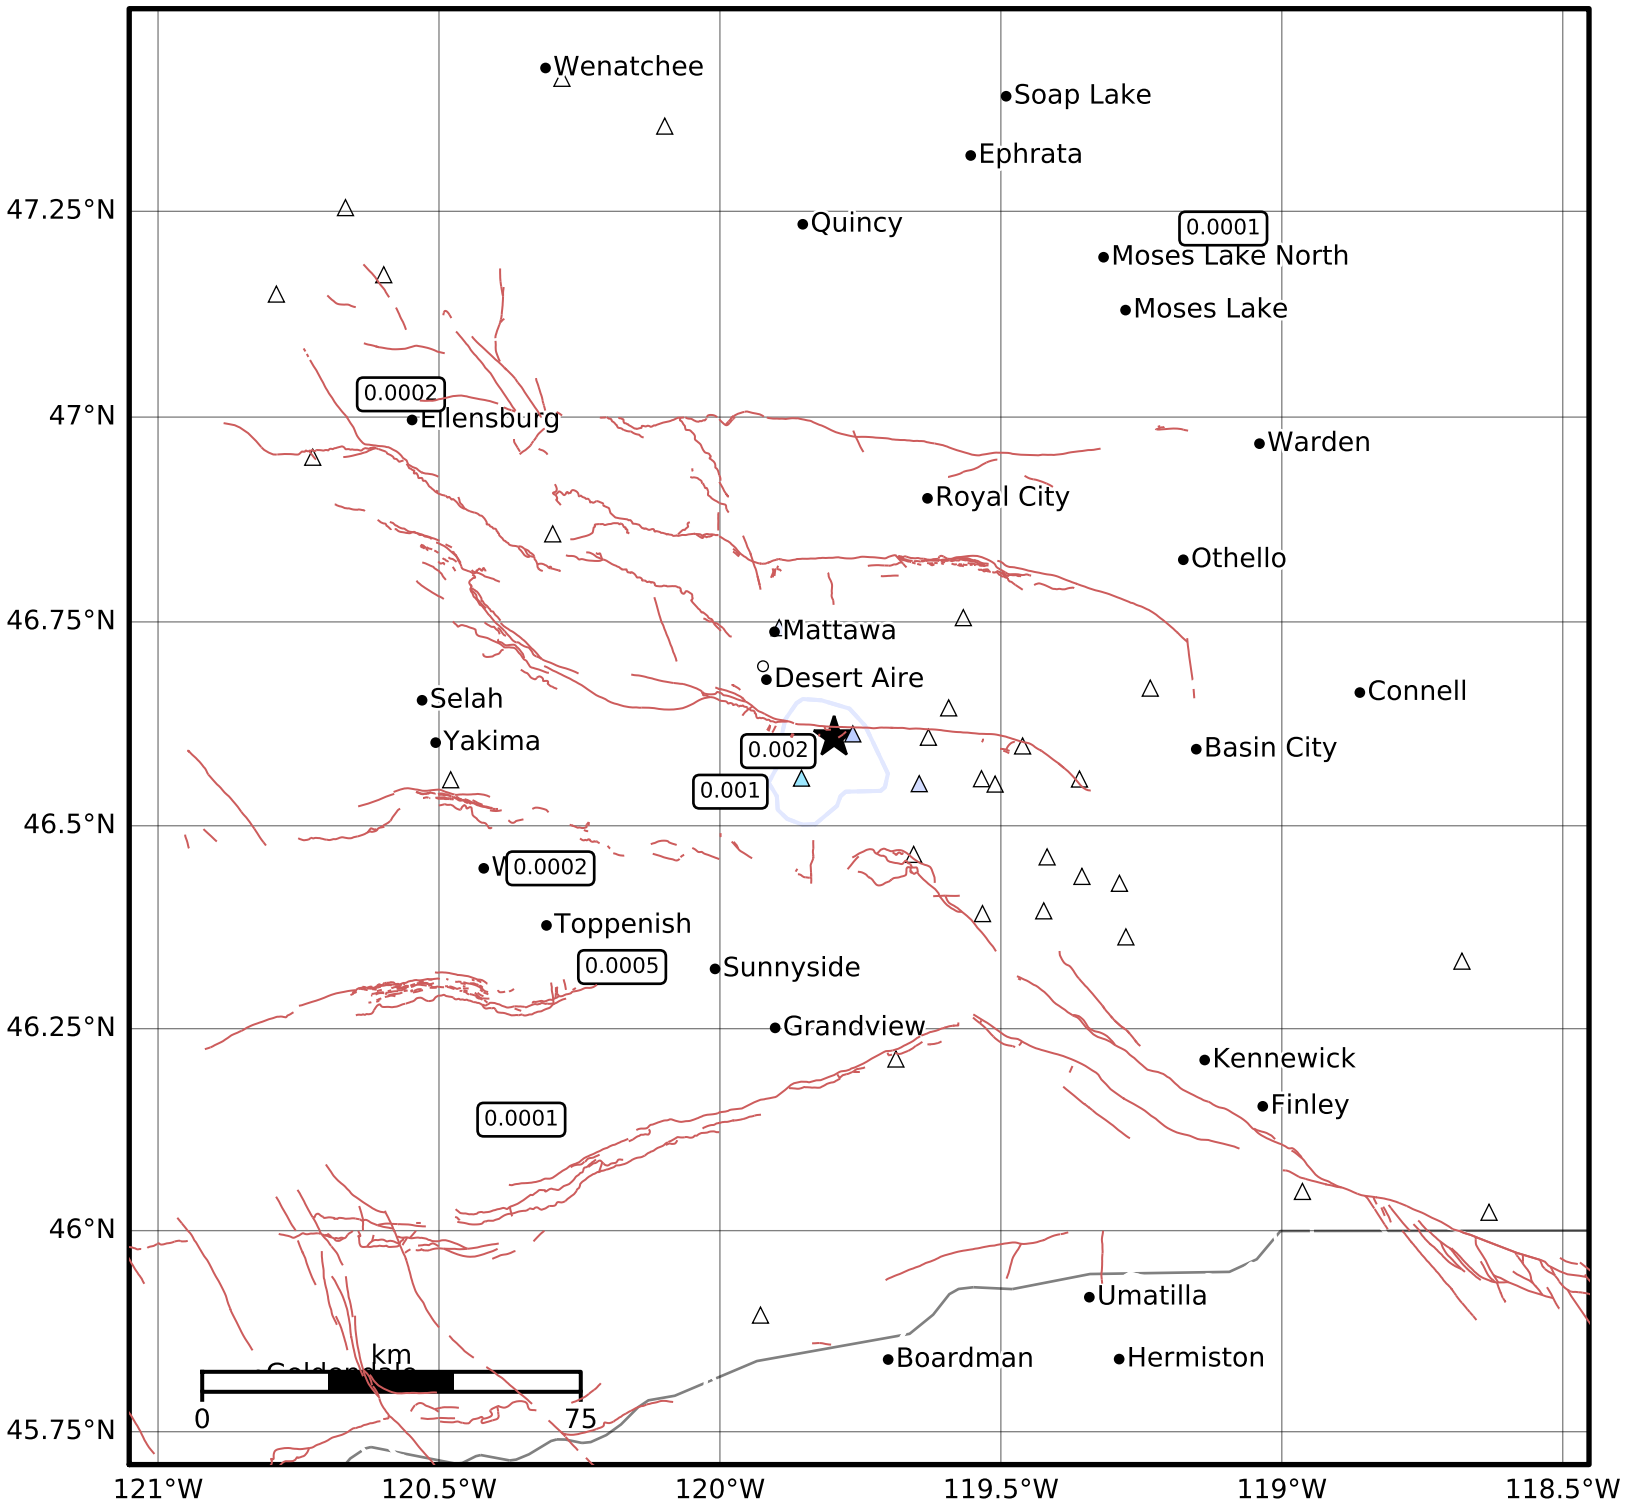 Wenatchee
Soap Lake
Ephrata
47.25°N
Quincy
0.0001
Moses Lake North
Moses Lake
0.0002
47°N
Ellensburg
Warden
Royal City
Othello
46.75°N
Mattawa
Desert Aire
Selah
Connell
Yakima
0.002
Basin City
0.001
46.5°N
0.0002
Toppenish
0.0005
Sunnyside
46.25°N
Grandview
Kennewick
Finley
0.0001
46°N
Umatilla
km
Boardman
Hermiston
Goldendale
0
75
45.75°N
121°W
120.5°W
120°W
119.5°W
119°W
118.5°W